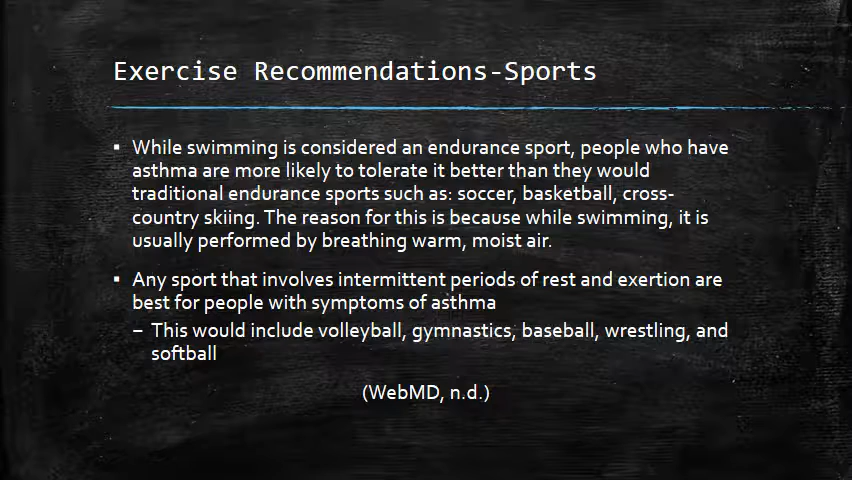 Exercise Recommendations-Sports
▪ While swimming is considered an endurance sport, people who have
asthma are more likely to tolerate it better than they would
traditional endurance sports such as: soccer, basketball, cross-
country skiing. The reason for this is because while swimming, it is
usually performed by breathing warm, moist air.
▪ Any sport that involves intermittent periods of rest and exertion are
best for people with symptoms of asthma
– This would include volleyball, gymnastics, baseball, wrestling, and
softball
(WebMD, n.d.)